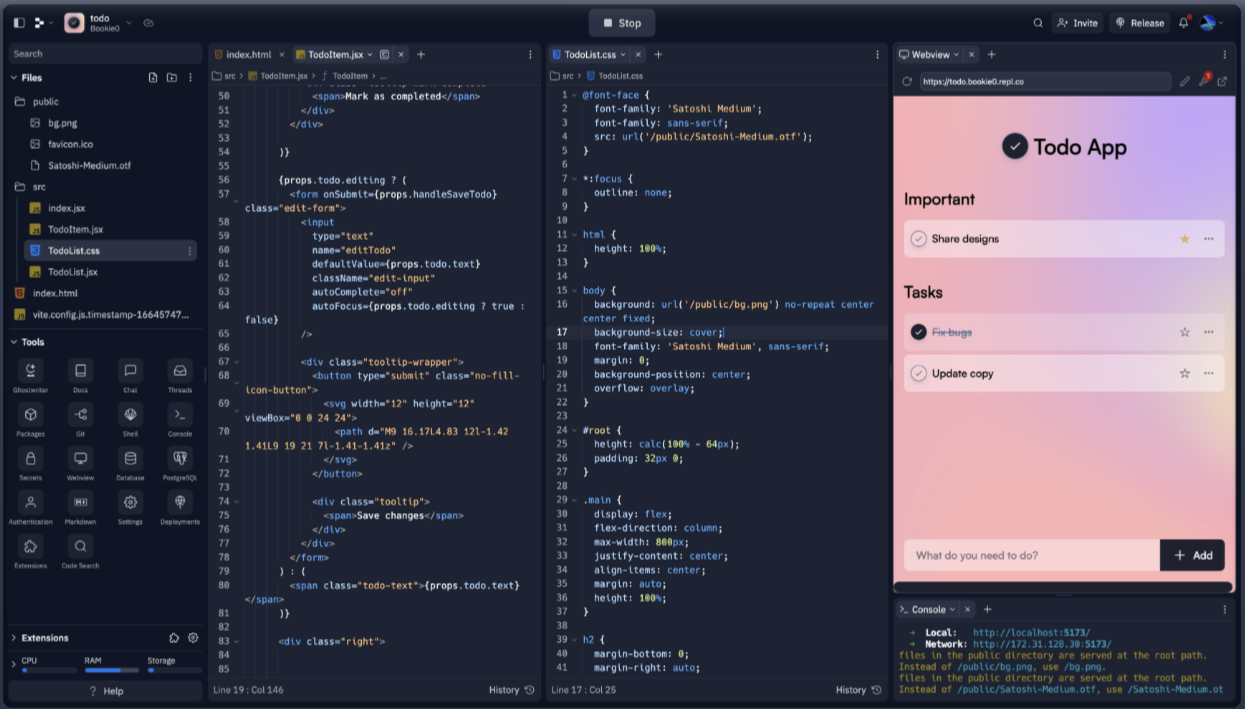 todo
Bookie0
Stop
Invite
Release
Search
Files
public
bg.png
favicon.ico
Satoshi-Medium.otf
src
index.jsx
TodoItem.jsx
TodoList.css
TodoList.jsx
index.html
vite.config.js.timestamp-16645747...
Tools
Ghostwriter
Docs
Chat
Threads
Packages
Git
Shell
Console
Secrets
Webview
Database
PostgreSQL
Authentication
Markdown
Settings
Deployments
Extensions
Code Search
Extensions
CPU
RAM
Storage
? Help
index.html
TodoItem.jsx
src > TodoItem.jsx > ƒ TodoItem > ...
50 <span>Mark as completed</span>
51 </div>
52 </div>
53
54 )}
55
56 {props.todo.editing ? (
57 <form onSubmit={props.handleSaveTodo}
class="edit-form">
58 <input
59 type="text"
60 name="editTodo"
61 defaultValue={props.todo.text}
62 className="edit-input"
63 autoComplete="off"
64 autoFocus={props.todo.editing ? true :
false}
65 />
66
67 <div class="tooltip-wrapper">
68 <button type="submit" class="no-fill-
icon-button">
69 <svg width="12" height="12"
viewBox="0 0 24 24">
70 <path d="M9 16.17L4.83 12l-1.42
1.41L9 19 21 7l-1.41-1.41z" />
71 </svg>
72 </button>
73
74 <div class="tooltip">
75 <span>Save changes</span>
76 </div>
77 </div>
78 </form>
79 ) : (
80 <span class="todo-text">{props.todo.text}
</span>
81 )}
82
83 <div class="right">
84
85
Line 19 : Col 146
History
TodoList.css
src > TodoList.css
1 @font-face {
2 font-family: 'Satoshi Medium';
3 font-family: sans-serif;
4 src: url('/public/Satoshi-Medium.otf');
5 }
6
7 *:focus {
8 outline: none;
9 }
10
11 html {
12 height: 100%;
13 }
14
15 body {
16 background: url('/public/bg.png') no-repeat center
center fixed;
17 background-size: cover;
18 font-family: 'Satoshi Medium', sans-serif;
19 margin: 0;
20 background-position: center;
21 overflow: overlay;
22 }
23
24 #root {
25 height: calc(100% - 64px);
26 padding: 32px 0;
27 }
28
29 .main {
30 display: flex;
31 flex-direction: column;
32 max-width: 800px;
33 justify-content: center;
34 align-items: center;
35 margin: auto;
36 height: 100%;
37 }
38
39 h2 {
40 margin-bottom: 0;
41 margin-right: auto;
Line 17 : Col 25
History
Webview
https://todo.bookie0.repl.co
7
Todo App
Important
Share designs
Tasks
Fix bugs
Update copy
What do you need to do?
+ Add
Console
→ Local: http://localhost:5173/
→ Network: http://172.31.128.30:5173/
files in the public directory are served at the root path.
Instead of /public/bg.png, use /bg.png.
files in the public directory are served at the root path.
Instead of /public/Satoshi-Medium.otf, use /Satoshi-Medium.ot